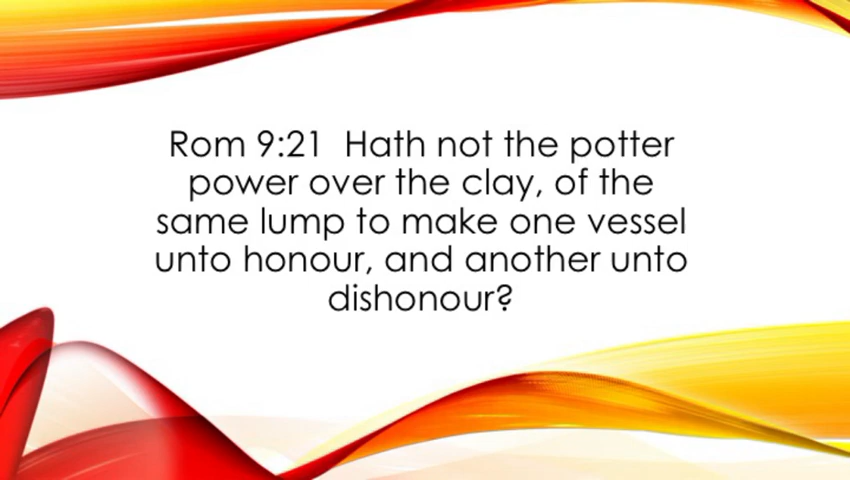 Rom 9:21  Hath not the potter
power over the clay, of the
same lump to make one vessel
unto honour, and another unto
dishonour?